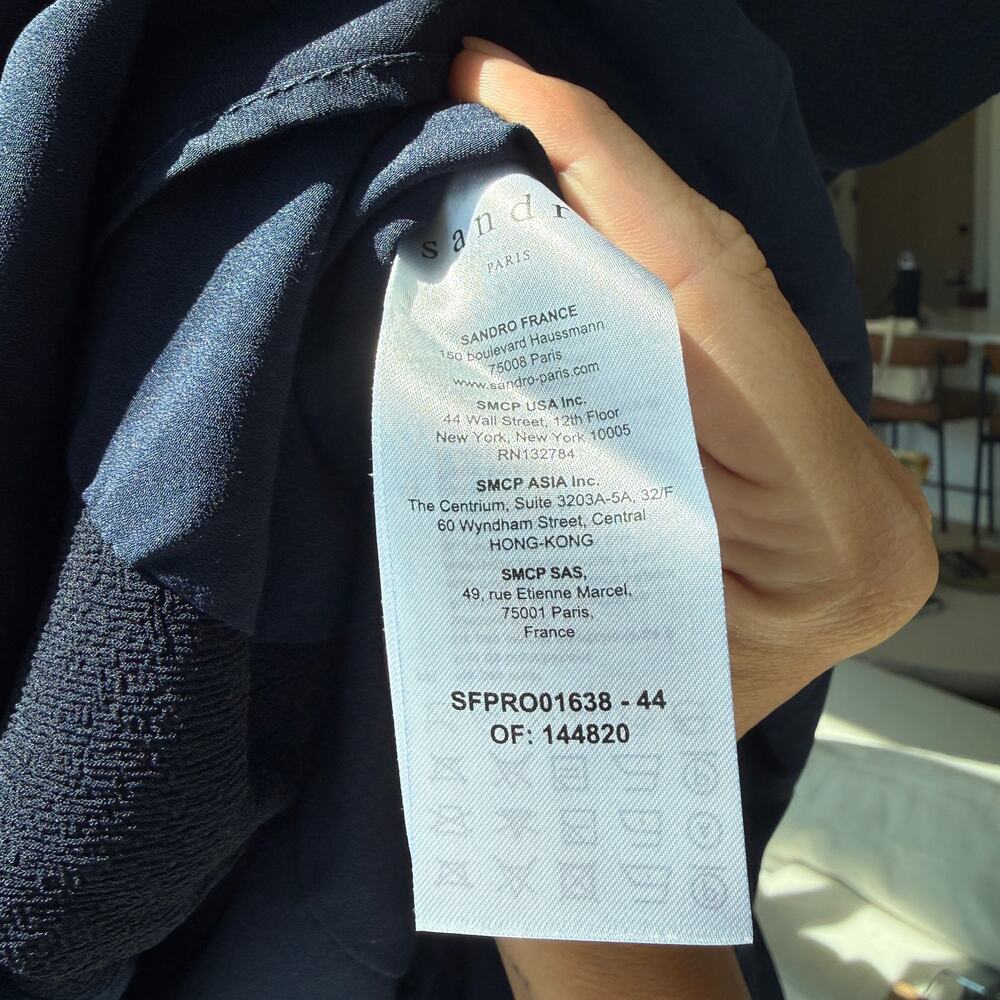 sandr
PARIS
SANDRO FRANCE
150 boulevard Haussmann
75008 Paris
www.sandro-paris.com
SMCP USA Inc.
44 Wall Street, 12th Floor
New York, New York 10005
RN132784
SMCP ASIA Inc.
The Centrium, Suite 3203A-5A, 32/F
60 Wyndham Street, Central
HONG-KONG
SMCP SAS,
49, rue Etienne Marcel,
75001 Paris,
France
SFPRO01638 - 44
OF: 144820